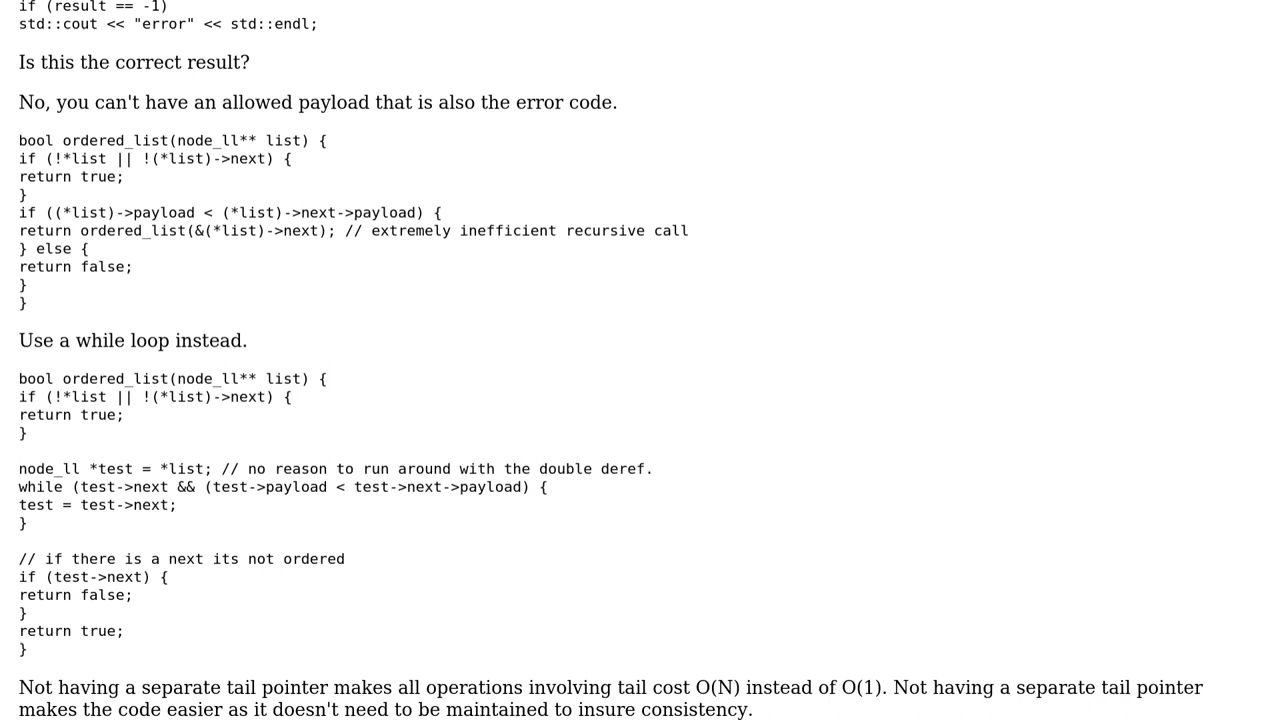 if (result == -1)
std::cout << "error" << std::endl;
Is this the correct result?
No, you can't have an allowed payload that is also the error code.
bool ordered_list(node_ll** list) {
if (!*list || !(*list)->next) {
return true;
}
if ((*list)->payload < (*list)->next->payload) {
return ordered_list(&(*list)->next); // extremely inefficient recursive call
} else {
return false;
}
}
Use a while loop instead.
bool ordered_list(node_ll** list) {
if (!*list || !(*list)->next) {
return true;
}
node_ll *test = *list; // no reason to run around with the double deref.
while (test->next && (test->payload < test->next->payload) {
test = test->next;
}
// if there is a next its not ordered
if (test->next) {
return false;
}
return true;
}
Not having a separate tail pointer makes all operations involving tail cost O(N) instead of O(1). Not having a separate tail pointer
makes the code easier as it doesn't need to be maintained to insure consistency.